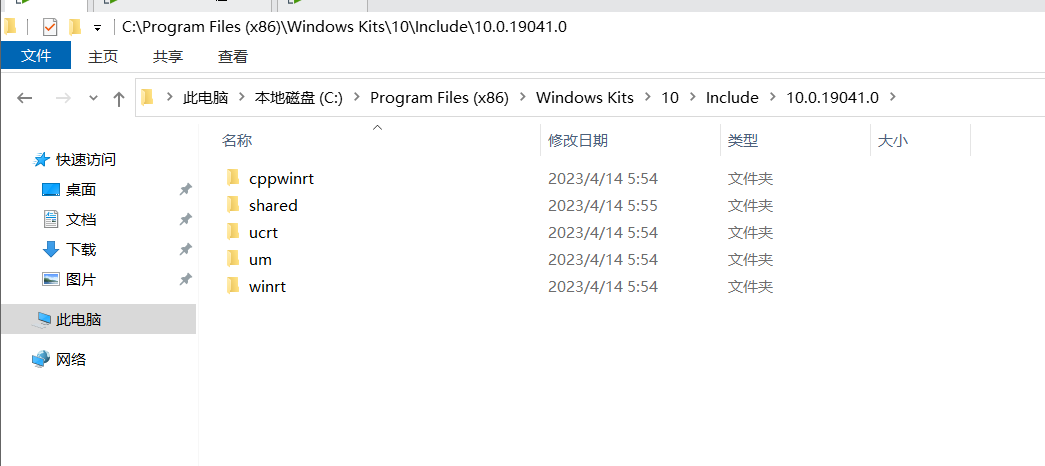 C:\Program Files (x86)\Windows Kits\10\Include\10.0.19041.0
文件 主页 共享 查看
此电脑 本地磁盘 (C:) Program Files (x86) Windows Kits 10 Include 10.0.19041.0
名称 修改日期 类型 大小
快速访问
桌面
文档
下载
图片
此电脑
网络
cppwinrt 2023/4/14 5:54 文件夹
shared 2023/4/14 5:55 文件夹
ucrt 2023/4/14 5:54 文件夹
um 2023/4/14 5:54 文件夹
winrt 2023/4/14 5:54 文件夹